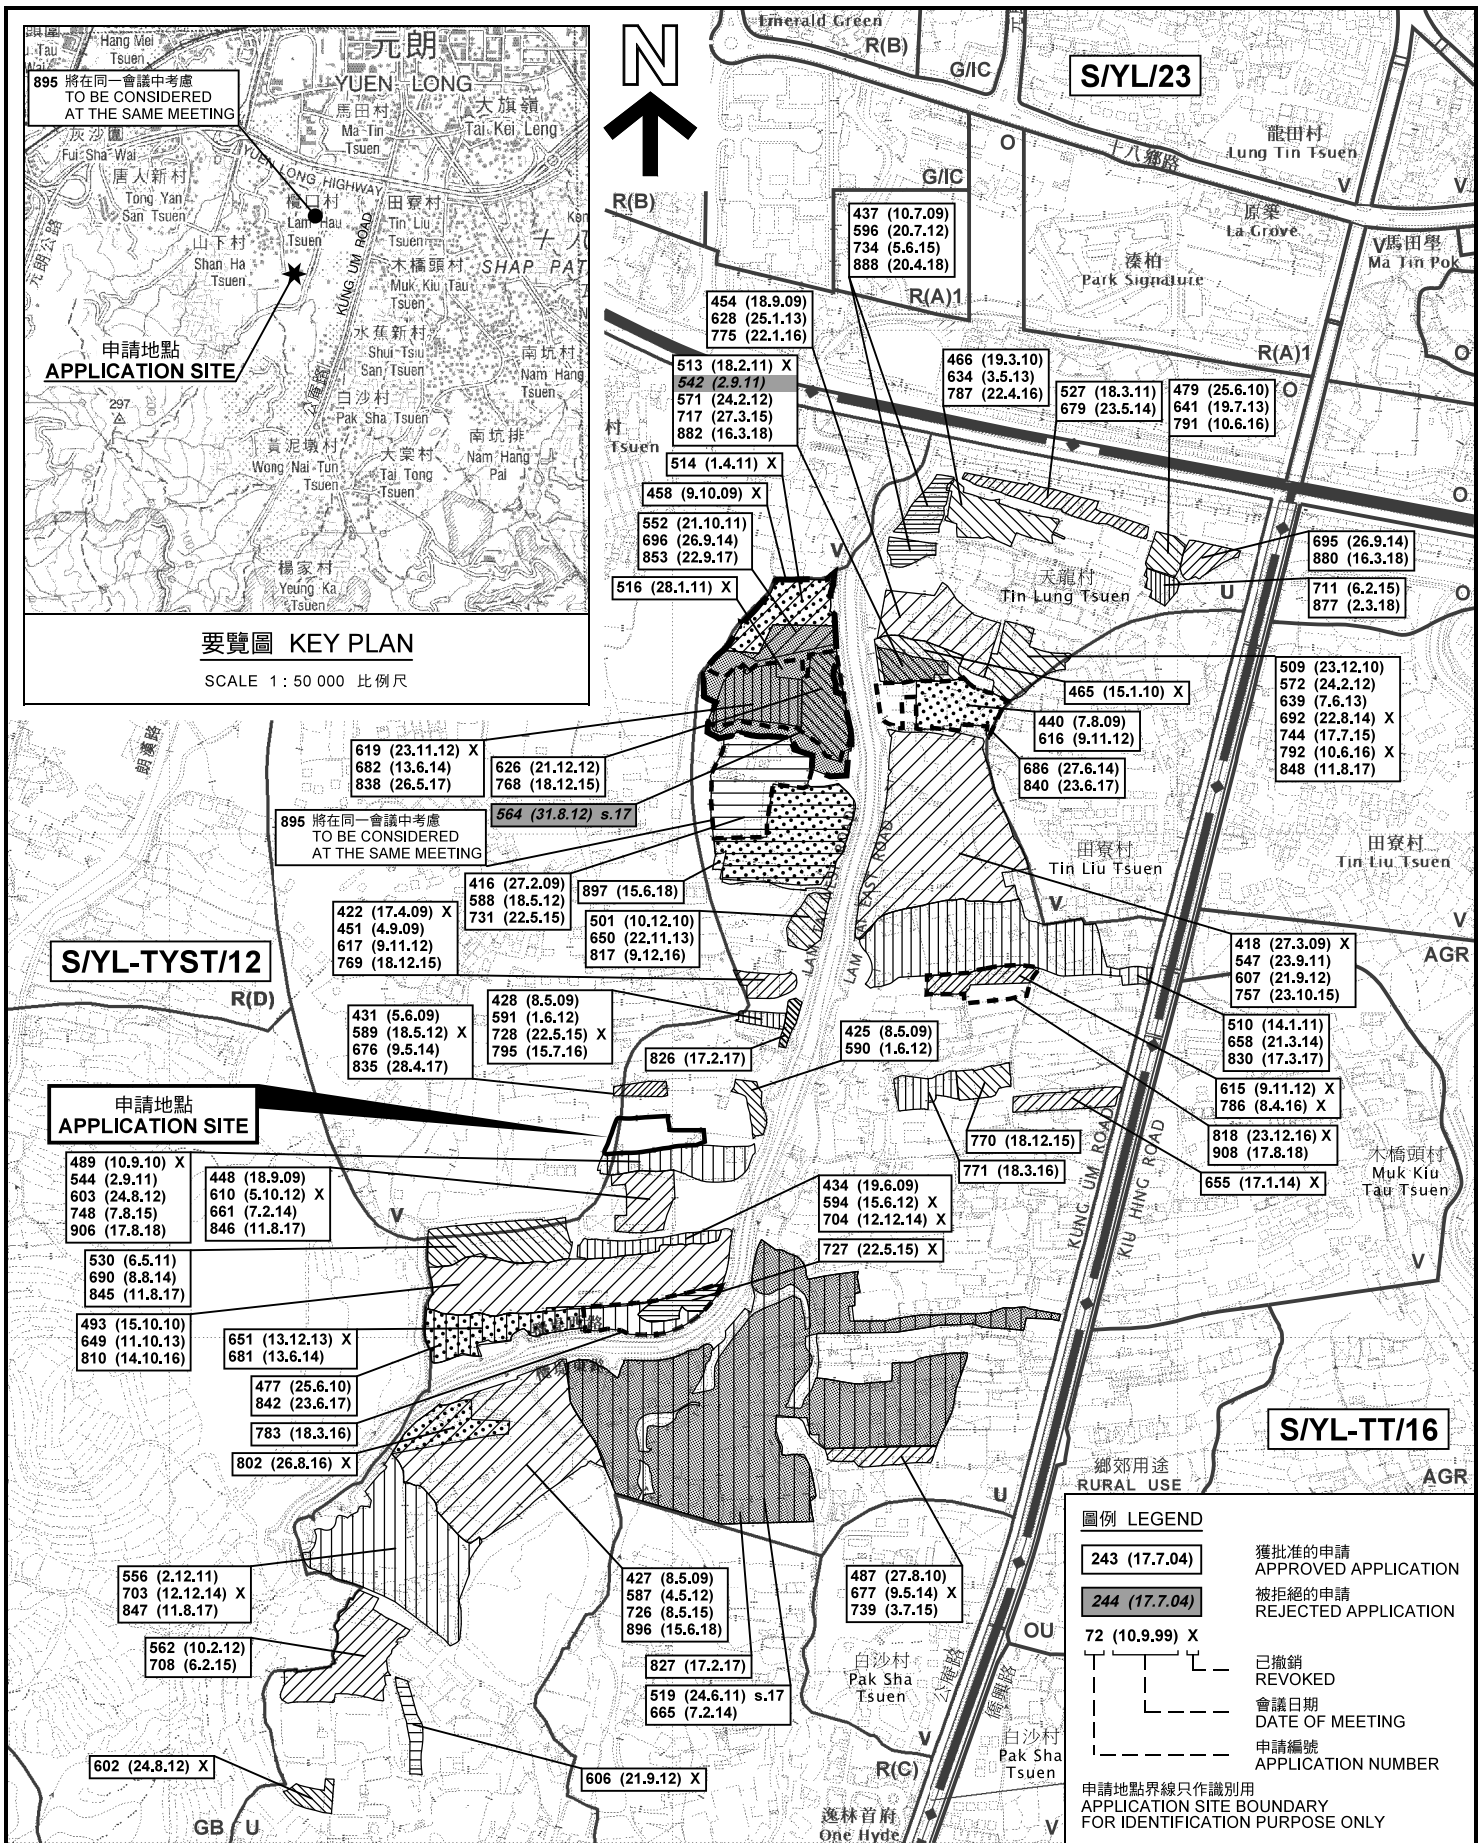 Hang Mei
Tsuen
Tau
Wai
元朗
YUEN LONG
895 將在同一會議中考慮
TO BE CONSIDERED
AT THE SAME MEETING
馬田村
Ma Tin
Tsuen
大旗嶺
Tai Kei Leng
灰沙圍
Fui Sha Wai
唐人新村
Tong Yan
San Tsuen
YUEN LONG HIGHWAY
欖口村
Lam Hau
Tsuen
田寮村
Tin Liu
Tsuen
KUNG UM ROAD
十八
SHAP PAT
山下村
Shan Ha
Tsuen
木橋頭村
Muk Kiu Tau
Tsuen
元朗公路
水蕉新村
Shui Tsiu
San Tsuen
申請地點
APPLICATION SITE
南坑村
Nam Hang
Tsuen
公庵路
白沙村
Pak Sha Tsuen
297
黃泥墩村
Wong Nai Tun
Tsuen
大棠村
Tai Tong
Tsuen
南坑排
Nam Hang
Pai
楊家村
Yeung Ka
Tsuen
要覽圖 KEY PLAN
SCALE 1 : 50 000 比例尺
N
Emerald Green
R(B)
G/IC
S/YL/23
O
十八鄉路
龍田村
Lung Tin Tsuen
V
V
G/IC
R(B)
原築
La Grove
V
馬田壆
Ma Tin Pok
溱柏
Park Signature
R(A)1
R(A)1
O
O
O
O
437 (10.7.09)
596 (20.7.12)
734 (5.6.15)
888 (20.4.18)
454 (18.9.09)
628 (25.1.13)
775 (22.1.16)
513 (18.2.11) X
542 (2.9.11)
571 (24.2.12)
717 (27.3.15)
882 (16.3.18)
466 (19.3.10)
634 (3.5.13)
787 (22.4.16)
527 (18.3.11)
679 (23.5.14)
479 (25.6.10)
641 (19.7.13)
791 (10.6.16)
村
Tsuen
514 (1.4.11) X
458 (9.10.09) X
552 (21.10.11)
696 (26.9.14)
853 (22.9.17)
516 (28.1.11) X
V
天龍村
Tin Lung Tsuen
U
695 (26.9.14)
880 (16.3.18)
711 (6.2.15)
877 (2.3.18)
509 (23.12.10)
572 (24.2.12)
639 (7.6.13)
692 (22.8.14) X
744 (17.7.15)
792 (10.6.16) X
848 (11.8.17)
465 (15.1.10) X
440 (7.8.09)
616 (9.11.12)
686 (27.6.14)
840 (23.6.17)
朗漢路
619 (23.11.12) X
682 (13.6.14)
838 (26.5.17)
626 (21.12.12)
768 (18.12.15)
564 (31.8.12) s.17
895 將在同一會議中考慮
TO BE CONSIDERED
AT THE SAME MEETING
416 (27.2.09)
588 (18.5.12)
731 (22.5.15)
897 (15.6.18)
LAM TAI WEST ROAD
LAM TAI EAST ROAD
田寮村
Tin Liu Tsuen
田寮村
Tin Liu Tsuen
V
V
AGR
422 (17.4.09) X
451 (4.9.09)
617 (9.11.12)
769 (18.12.15)
501 (10.12.10)
650 (22.11.13)
817 (9.12.16)
418 (27.3.09) X
547 (23.9.11)
607 (21.9.12)
757 (23.10.15)
S/YL-TYST/12
R(D)
431 (5.6.09)
589 (18.5.12) X
676 (9.5.14)
835 (28.4.17)
428 (8.5.09)
591 (1.6.12)
728 (22.5.15) X
795 (15.7.16)
826 (17.2.17)
425 (8.5.09)
590 (1.6.12)
510 (14.1.11)
658 (21.3.14)
830 (17.3.17)
615 (9.11.12) X
786 (8.4.16) X
申請地點
APPLICATION SITE
770 (18.12.15)
771 (18.3.16)
818 (23.12.16) X
908 (17.8.18)
655 (17.1.14) X
KUNG UM ROAD
KIU HING ROAD
木橋頭村
Muk Kiu
Tau Tsuen
489 (10.9.10) X
544 (2.9.11)
603 (24.8.12)
748 (7.8.15)
906 (17.8.18)
448 (18.9.09)
610 (5.10.12) X
661 (7.2.14)
846 (11.8.17)
434 (19.6.09)
594 (15.6.12) X
704 (12.12.14) X
727 (22.5.15) X
V
V
530 (6.5.11)
690 (8.8.14)
845 (11.8.17)
493 (15.10.10)
649 (11.10.13)
810 (14.10.16)
651 (13.12.13) X
681 (13.6.14)
477 (25.6.10)
842 (23.6.17)
783 (18.3.16)
802 (26.8.16) X
S/YL-TT/16
鄉郊用途
RURAL USE
AGR
U
556 (2.12.11)
703 (12.12.14) X
847 (11.8.17)
562 (10.2.12)
708 (6.2.15)
427 (8.5.09)
587 (4.5.12)
726 (8.5.15)
896 (15.6.18)
487 (27.8.10)
677 (9.5.14) X
739 (3.7.15)
827 (17.2.17)
519 (24.6.11) s.17
665 (7.2.14)
602 (24.8.12) X
606 (21.9.12) X
白沙村
Pak Sha
Tsuen
公庵路
僑興路
OU
V
白沙村
Pak Sha
Tsuen
R(C)
逸林首府
One Hyde
V
GB
U
圖例 LEGEND
243 (17.7.04)
獲批准的申請
APPROVED APPLICATION
244 (17.7.04)
被拒絕的申請
REJECTED APPLICATION
72 (10.9.99) X
已撤銷
REVOKED
會議日期
DATE OF MEETING
申請編號
APPLICATION NUMBER
申請地點界線只作識別用
APPLICATION SITE BOUNDARY
FOR IDENTIFICATION PURPOSE ONLY